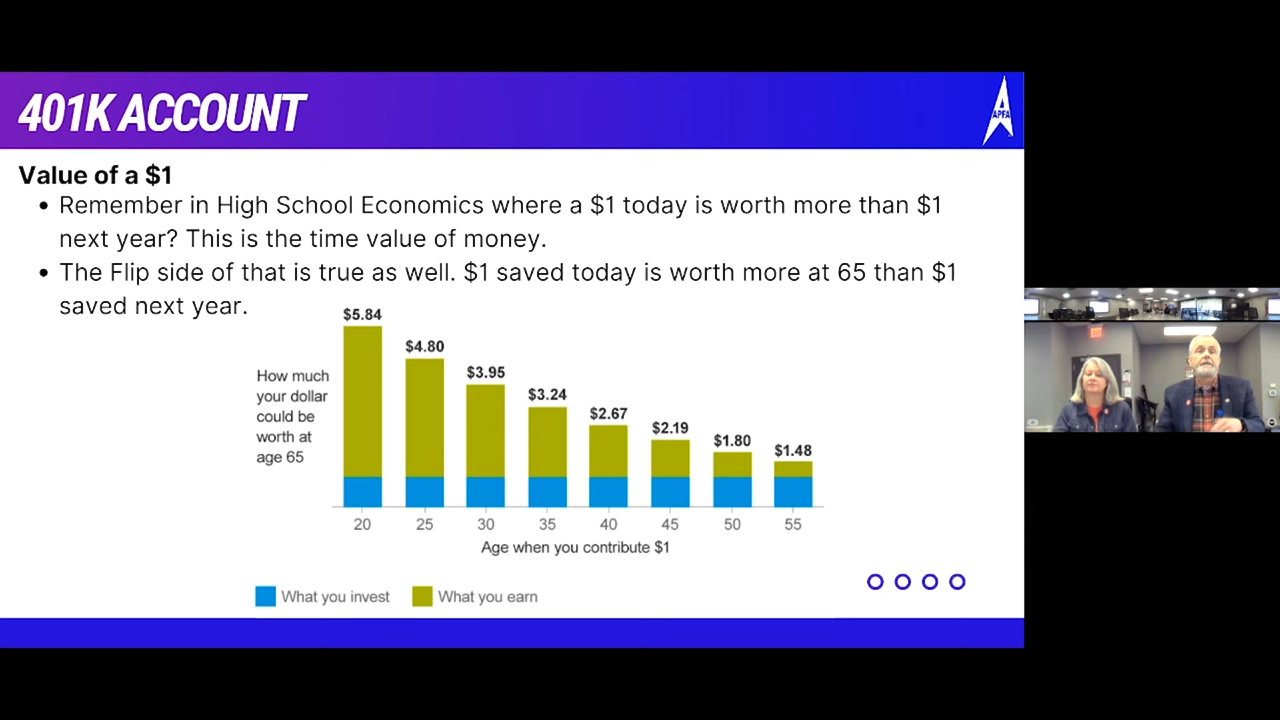 401K ACCOUNT
APFA
Value of a $1
• Remember in High School Economics where a $1 today is worth more than $1
next year? This is the time value of money.
• The Flip side of that is true as well. $1 saved today is worth more at 65 than $1
saved next year.
How much
your dollar
could be
worth at
age 65
$5.84
$4.80
$3.95
$3.24
$2.67
$2.19
$1.80
$1.48
20
25
30
35
40
45
50
55
Age when you contribute $1
What you invest
What you earn